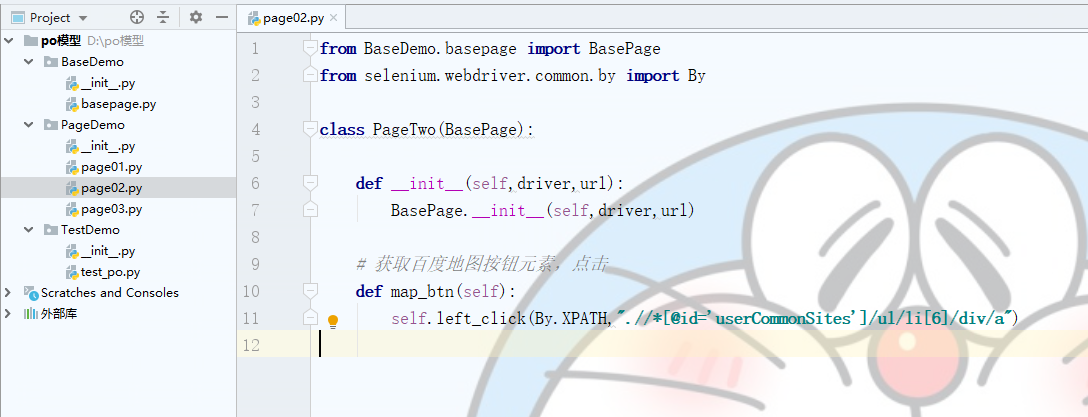 Project
po模型 D:\po模型
BaseDemo
__init__.py
basepage.py
PageDemo
__init__.py
page01.py
page02.py
page03.py
TestDemo
__init__.py
test_po.py
Scratches and Consoles
外部库
page02.py
1 from BaseDemo.basepage import BasePage
2 from selenium.webdriver.common.by import By
3
4 class PageTwo(BasePage):
5
6 def __init__(self,driver,url):
7 BasePage.__init__(self,driver,url)
8
9 # 获取百度地图按钮元素，点击
10 def map_btn(self):
11 self.left_click(By.XPATH,".//*[@id='userCommonSites']/ul/li[6]/div/a")
12